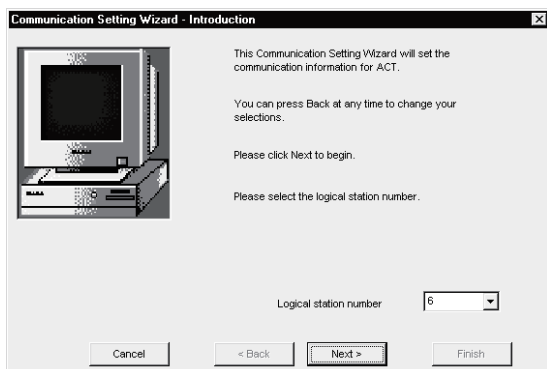 Communication Setting Wizard - Introduction
This Communication Setting Wizard will set the
communication information for ACT.
You can press Back at any time to change your
selections.
Please click Next to begin.
Please select the logical station number.
Logical station number 6
Cancel < Back Next > Finish